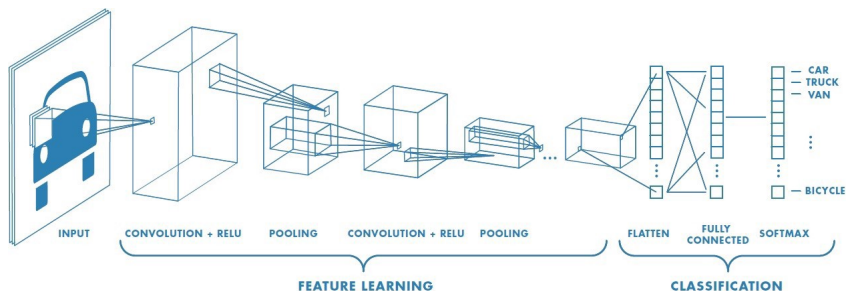 CAR
TRUCK
VAN
BICYCLE
INPUT
CONVOLUTION + RELU
POOLING
CONVOLUTION + RELU
POOLING
FLATTEN
FULLY
CONNECTED
SOFTMAX
FEATURE LEARNING
CLASSIFICATION